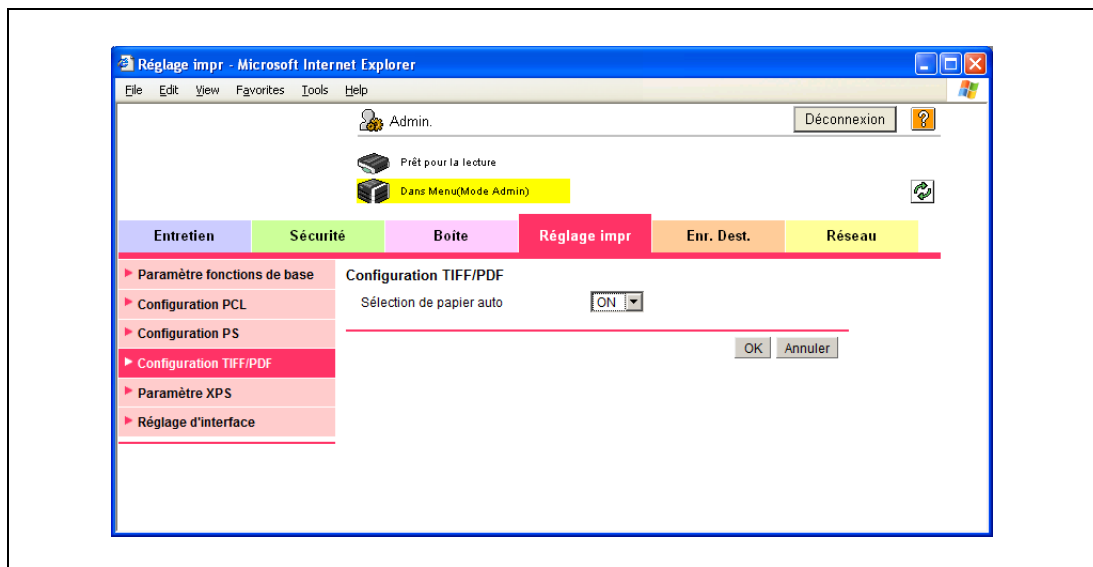 Réglage impr - Microsoft Internet Explorer
File Edit View Favorites Tools Help
Admin.
Déconnexion
?
Prêt pour la lecture
Dans Menu(Mode Admin)
Entretien Sécurité Boîte Réglage impr Enr. Dest. Réseau
Paramètre fonctions de base
Configuration PCL
Configuration PS
Configuration TIFF/PDF
Paramètre XPS
Réglage d'interface
Configuration TIFF/PDF
Sélection de papier auto ON
OK Annuler